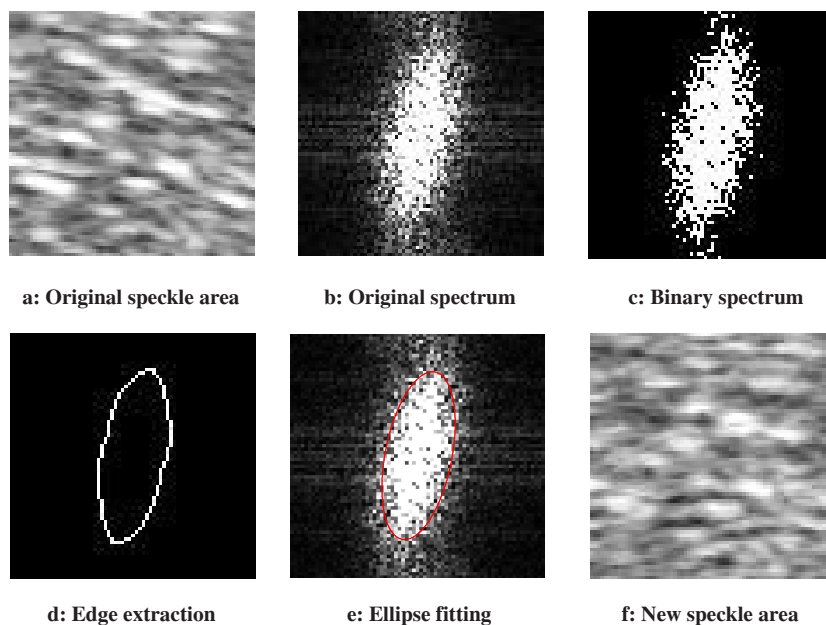 a: Original speckle area
b: Original spectrum
c: Binary spectrum
d: Edge extraction
e: Ellipse fitting
f: New speckle area